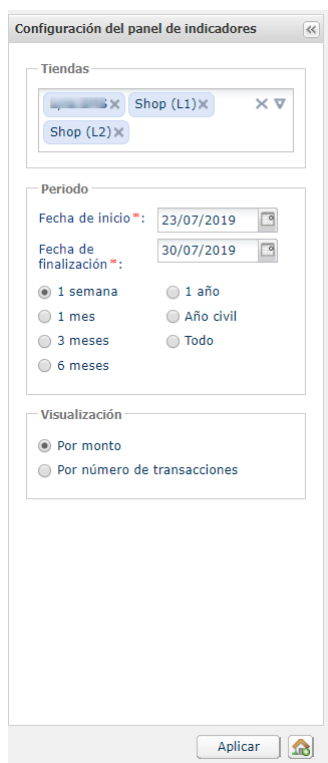 Configuración del panel de indicadores
Tiendas
Shop (L1)
Shop (L2)
Periodo
Fecha de inicio*: 23/07/2019
Fecha de finalización*: 30/07/2019
1 semana 1 año
1 mes Año civil
3 meses Todo
6 meses
Visualización
Por monto
Por número de transacciones
Aplicar